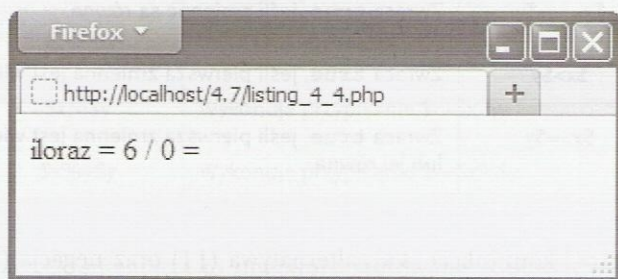 Firefox
http://localhost/4.7/listing_4_4.php
iloraz = 6 / 0 =